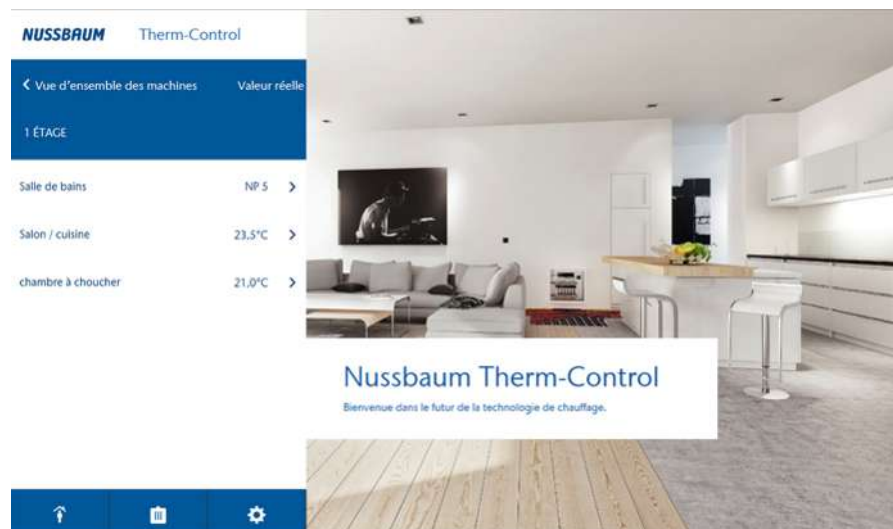 NUSSBAUM Therm-Control
Vue d'ensemble des machines Valeur réelle
1 ÉTAGE
Salle de bains NP 5
Salon / cuisine 23,5°C
chambre à choucher 21,0°C
Nussbaum Therm-Control
Bienvenue dans le futur de la technologie de chauffage.